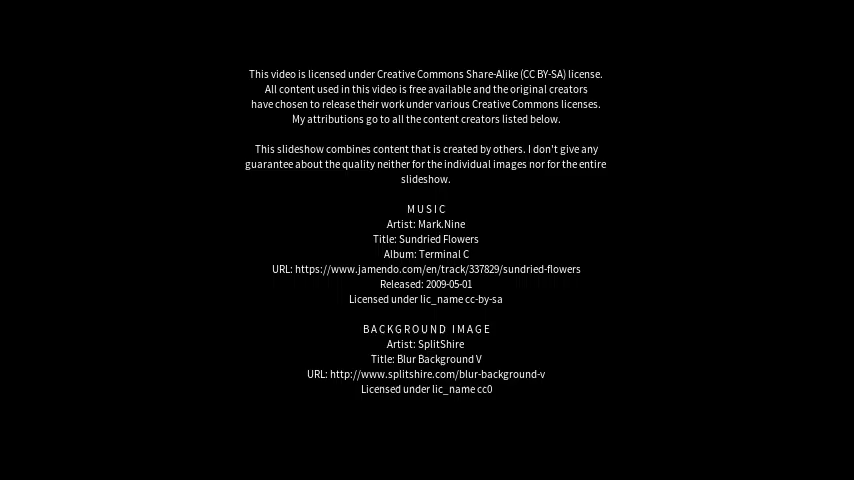 This video is licensed under Creative Commons Share-Alike (CC BY-SA) license.
All content used in this video is free available and the original creators
have chosen to release their work under various Creative Commons licenses.
My attributions go to all the content creators listed below.
This slideshow combines content that is created by others. I don't give any
guarantee about the quality neither for the individual images nor for the entire
slideshow.
MUSIC
Artist: Mark.Nine
Title: Sundried Flowers
Album: Terminal C
URL: https://www.jamendo.com/en/track/337829/sundried-flowers
Released: 2009-05-01
Licensed under lic_name cc-by-sa
BACKGROUND IMAGE
Artist: SplitShire
Title: Blur Background V
URL: http://www.splitshire.com/blur-background-v
Licensed under lic_name cc0